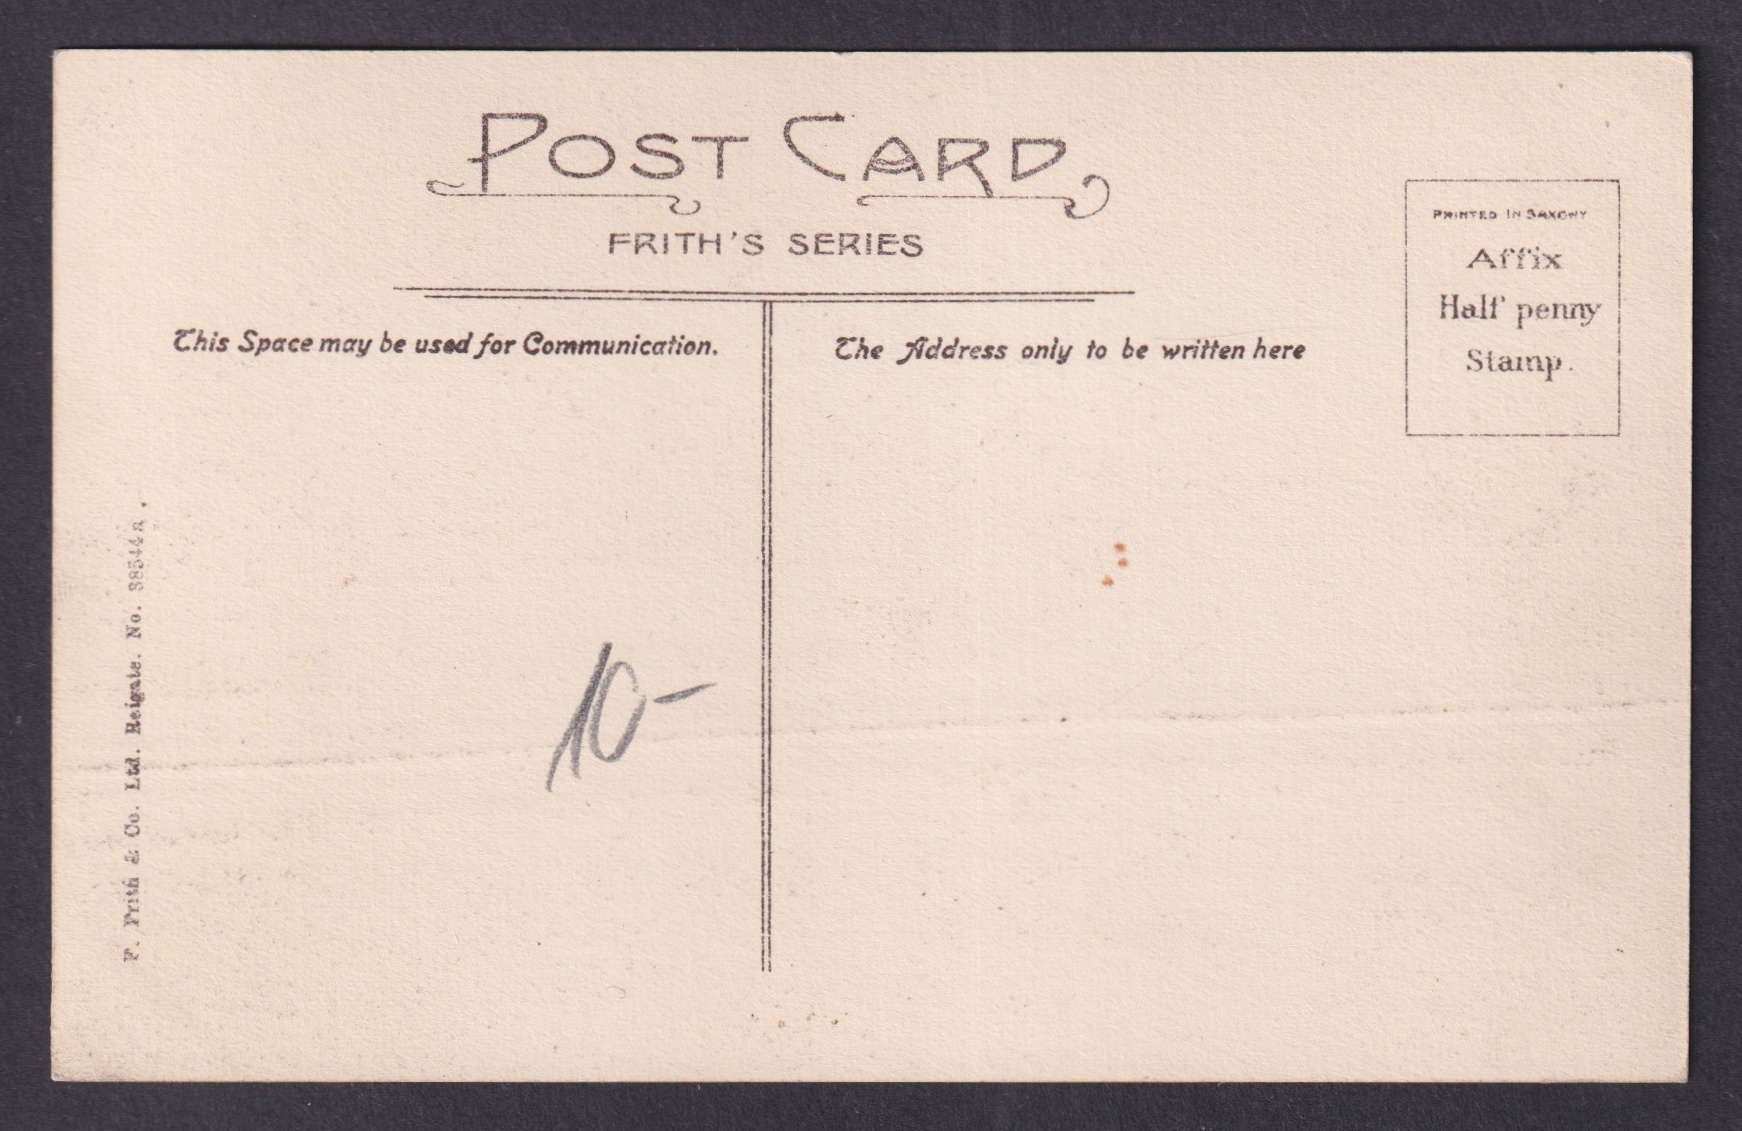 POST CARD
FRITH'S SERIES
This Space may be used for Communication.
The Address only to be written here
PRINTED IN SAXONY
Affix
Half penny
Stamp.
F. Frith & Co. Ltd. Reigate. No. 38544a.
10-